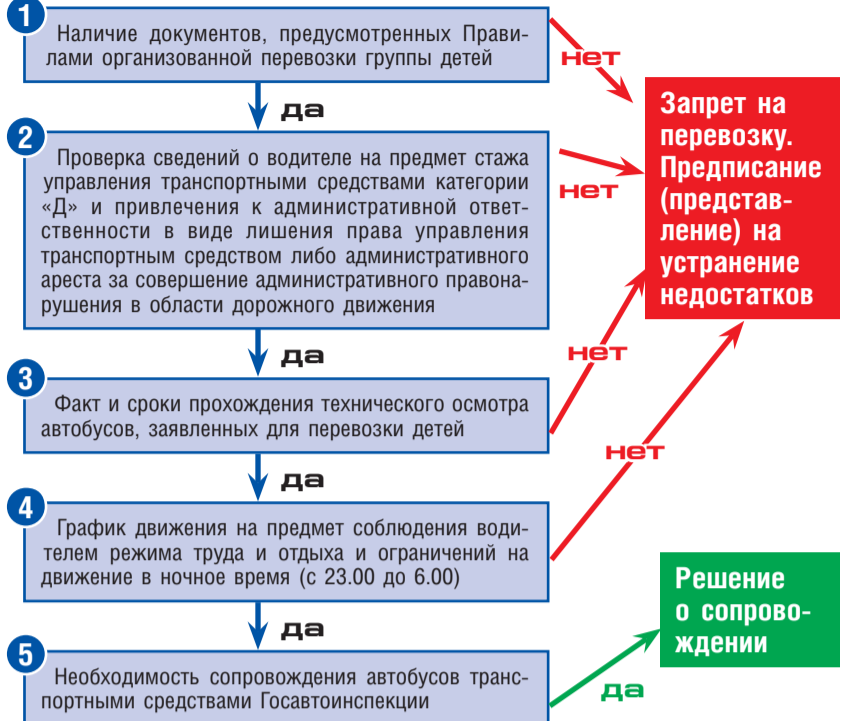 1
Наличие документов, предусмотренных Прави-
лами организованной перевозки группы детей
нет
да
Запрет на
перевозку.
Предписание
(представ-
ление) на
устранение
недостатков
2
Проверка сведений о водителе на предмет стажа
управления транспортными средствами категории
«Д» и привлечения к административной ответ-
ственности в виде лишения права управления
транспортным средством либо административного
ареста за совершение административного правона-
рушения в области дорожного движения
нет
да
3
Факт и сроки прохождения технического осмотра
автобусов, заявленных для перевозки детей
нет
да
4
График движения на предмет соблюдения води-
телем режима труда и отдыха и ограничений на
движение в ночное время (с 23.00 до 6.00)
нет
да
5
Необходимость сопровождения автобусов транс-
портными средствами Госавтоинспекции
да
Решение
о сопрово-
ждении